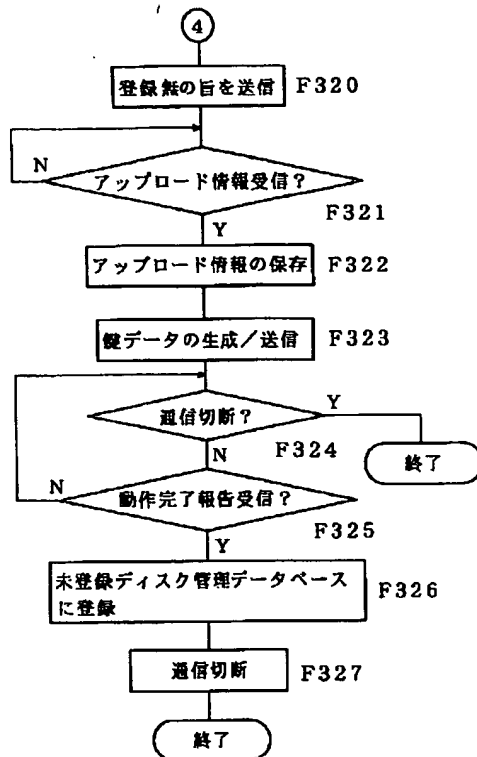 4
登録無の旨を送信 F320
N
アップロード情報受信?
F321
Y
アップロード情報の保存 F322
鍵データの生成/送信 F323
通信切断? Y
F324
N
終了
N
動作完了報告受信?
F325
Y
未登録ディスク管理データベース
に登録 F326
通信切断 F327
終了